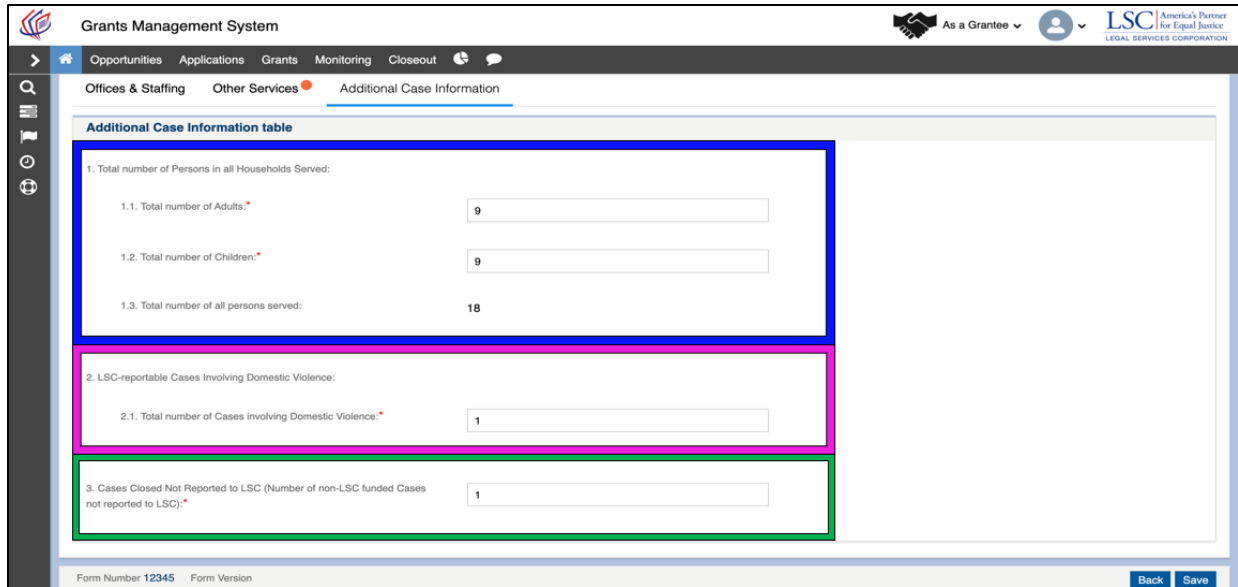 Grants Management System
As a Grantee
LSC America's Partner for Equal Justice
LEGAL SERVICES CORPORATION
Opportunities Applications Grants Monitoring Closeout
Offices & Staffing Other Services Additional Case Information
Additional Case Information table
1. Total number of Persons in all Households Served:
1.1. Total number of Adults:* 9
1.2. Total number of Children:* 9
1.3. Total number of all persons served: 18
2. LSC-reportable Cases Involving Domestic Violence:
2.1. Total number of Cases involving Domestic Violence:* 1
3. Cases Closed Not Reported to LSC (Number of non-LSC funded Cases
not reported to LSC):* 1
Form Number 12345 Form Version
Back Save